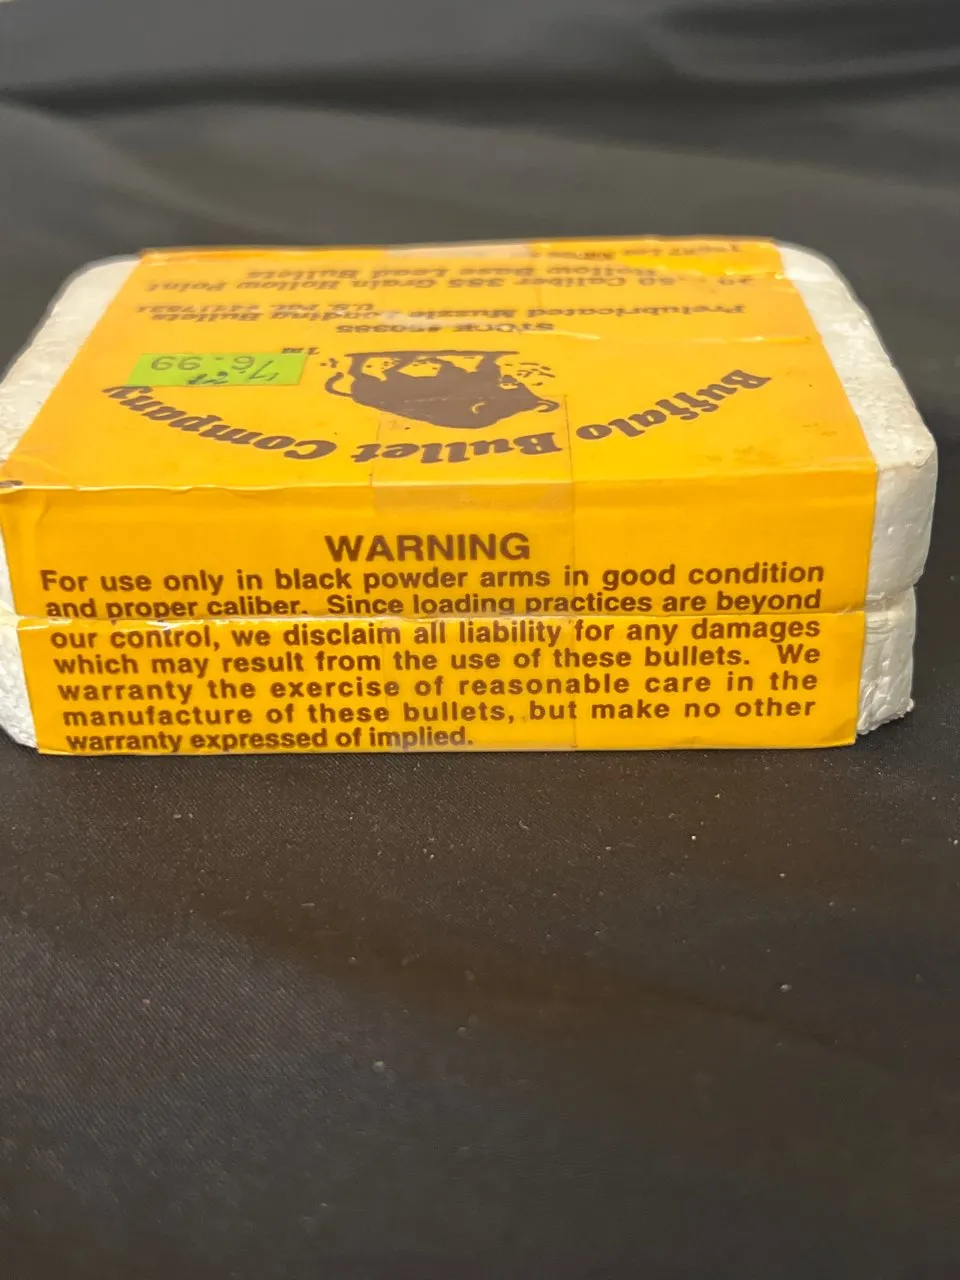 Buffalo Bullet Company
TM
6.99
STOCK #50385
Prelubricated Muzzle Loading Bullets
U.S. Pat. #4417521
20 .50 Caliber 385 Grain Hollow Point
Hollow Base Lead Bullets
WARNING
For use only in black powder arms in good condition
and proper caliber. Since loading practices are beyond
our control, we disclaim all liability for any damages
which may result from the use of these bullets. We
warranty the exercise of reasonable care in the
manufacture of these bullets, but make no other
warranty expressed of implied.